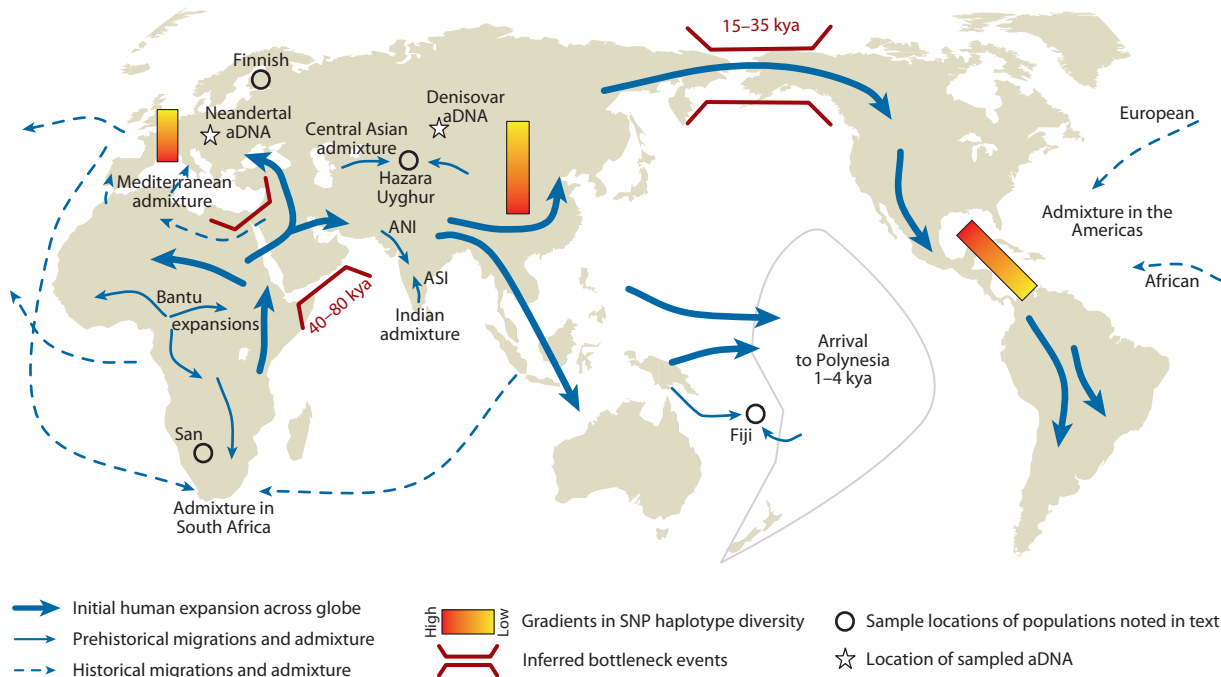 15–35 kya
Finnish
Neandertal
aDNA
Denisovar
aDNA
Central Asian
admixture
European
Hazara
Uyghur
Mediterranean
admixture
Admixture in the
Americas
ANI
ASI
African
Bantu
expansions
40–80 kya
Indian
admixture
Arrival
to Polynesia
1–4 kya
San
Fiji
Admixture in
South Africa
Initial human expansion across globe
Prehistorical migrations and admixture
Historical migrations and admixture
High
Low
Gradients in SNP haplotype diversity
Inferred bottleneck events
Sample locations of populations noted in text
Location of sampled aDNA